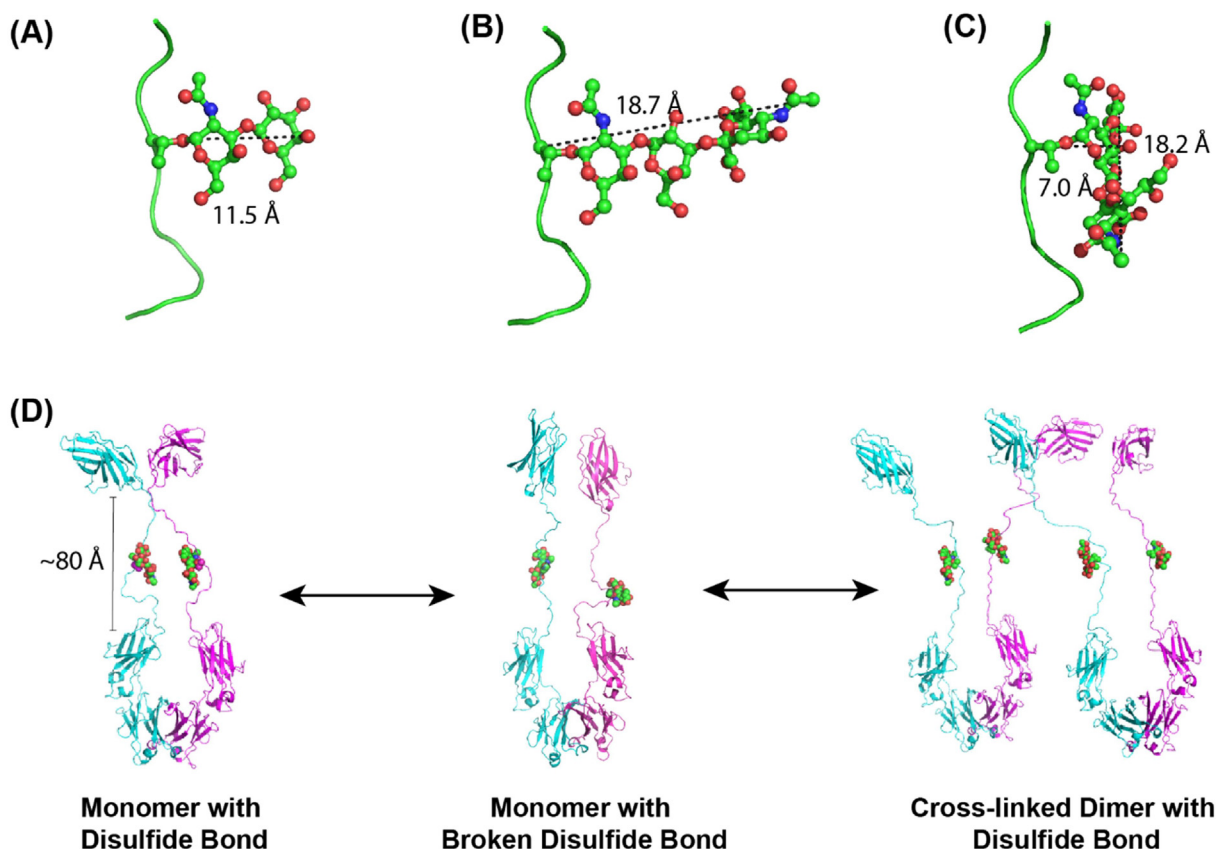 (A)
(B)
(C)
11.5 Å
18.7 Å
18.2 Å
7.0 Å
(D)
~80 Å
Monomer with
Disulfide Bond
Monomer with
Broken Disulfide Bond
Cross-linked Dimer with
Disulfide Bond